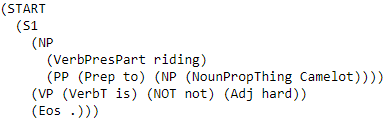 (START
(S1
(NP
(VerbPresPart riding)
(PP (Prep to) (NP (NounPropThing Camelot))))
(VP (VerbT is) (NOT not) (Adj hard))
(Eos .)))